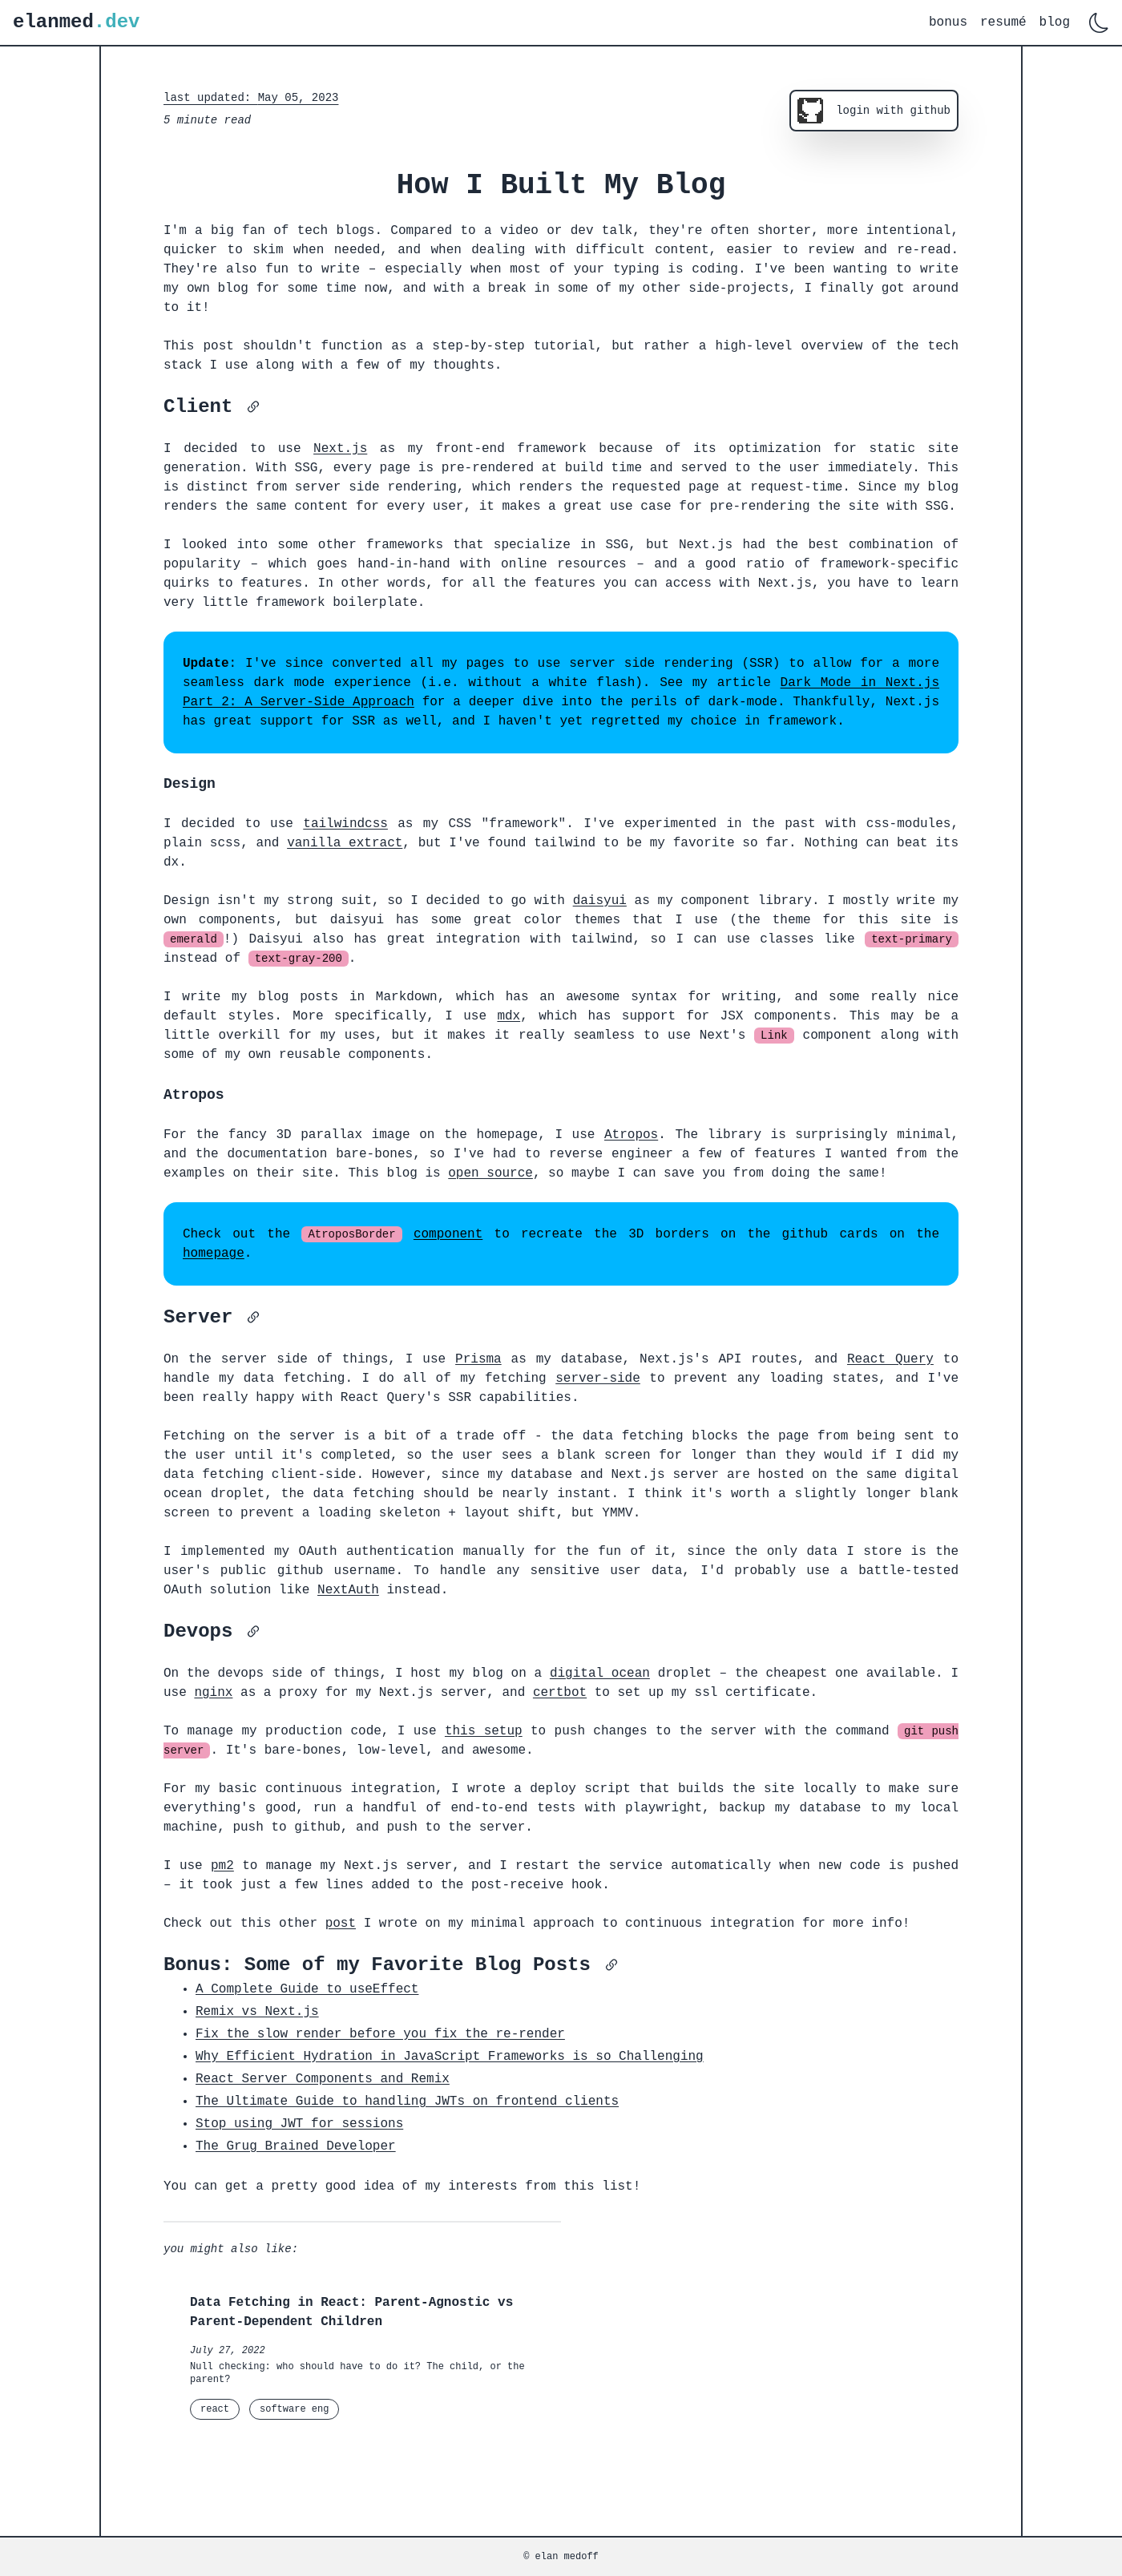 elanmed.dev
bonus resumé blog
last updated: May 05, 2023
5 minute read
login with github
How I Built My Blog
I'm a big fan of tech blogs. Compared to a video or dev talk, they're often shorter, more intentional,
quicker to skim when needed, and when dealing with difficult content, easier to review and re-read.
They're also fun to write – especially when most of your typing is coding. I've been wanting to write
my own blog for some time now, and with a break in some of my other side-projects, I finally got around
to it!
This post shouldn't function as a step-by-step tutorial, but rather a high-level overview of the tech
stack I use along with a few of my thoughts.
Client
I decided to use Next.js as my front-end framework because of its optimization for static site
generation. With SSG, every page is pre-rendered at build time and served to the user immediately. This
is distinct from server side rendering, which renders the requested page at request-time. Since my blog
renders the same content for every user, it makes a great use case for pre-rendering the site with SSG.
I looked into some other frameworks that specialize in SSG, but Next.js had the best combination of
popularity – which goes hand-in-hand with online resources – and a good ratio of framework-specific
quirks to features. In other words, for all the features you can access with Next.js, you have to learn
very little framework boilerplate.
Update: I've since converted all my pages to use server side rendering (SSR) to allow for a more
seamless dark mode experience (i.e. without a white flash). See my article Dark Mode in Next.js
Part 2: A Server-Side Approach for a deeper dive into the perils of dark-mode. Thankfully, Next.js
has great support for SSR as well, and I haven't yet regretted my choice in framework.
Design
I decided to use tailwindcss as my CSS "framework". I've experimented in the past with css-modules,
plain scss, and vanilla extract, but I've found tailwind to be my favorite so far. Nothing can beat its
dx.
Design isn't my strong suit, so I decided to go with daisyui as my component library. I mostly write my
own components, but daisyui has some great color themes that I use (the theme for this site is
emerald!) Daisyui also has great integration with tailwind, so I can use classes like text-primary
instead of text-gray-200.
I write my blog posts in Markdown, which has an awesome syntax for writing, and some really nice
default styles. More specifically, I use mdx, which has support for JSX components. This may be a
little overkill for my uses, but it makes it really seamless to use Next's Link component along with
some of my own reusable components.
Atropos
For the fancy 3D parallax image on the homepage, I use Atropos. The library is surprisingly minimal,
and the documentation bare-bones, so I've had to reverse engineer a few of features I wanted from the
examples on their site. This blog is open source, so maybe I can save you from doing the same!
Check out the AtroposBorder component to recreate the 3D borders on the github cards on the
homepage.
Server
On the server side of things, I use Prisma as my database, Next.js's API routes, and React Query to
handle my data fetching. I do all of my fetching server-side to prevent any loading states, and I've
been really happy with React Query's SSR capabilities.
Fetching on the server is a bit of a trade off - the data fetching blocks the page from being sent to
the user until it's completed, so the user sees a blank screen for longer than they would if I did my
data fetching client-side. However, since my database and Next.js server are hosted on the same digital
ocean droplet, the data fetching should be nearly instant. I think it's worth a slightly longer blank
screen to prevent a loading skeleton + layout shift, but YMMV.
I implemented my OAuth authentication manually for the fun of it, since the only data I store is the
user's public github username. To handle any sensitive user data, I'd probably use a battle-tested
OAuth solution like NextAuth instead.
Devops
On the devops side of things, I host my blog on a digital ocean droplet – the cheapest one available. I
use nginx as a proxy for my Next.js server, and certbot to set up my ssl certificate.
To manage my production code, I use this setup to push changes to the server with the command git push
server. It's bare-bones, low-level, and awesome.
For my basic continuous integration, I wrote a deploy script that builds the site locally to make sure
everything's good, run a handful of end-to-end tests with playwright, backup my database to my local
machine, push to github, and push to the server.
I use pm2 to manage my Next.js server, and I restart the service automatically when new code is pushed
– it took just a few lines added to the post-receive hook.
Check out this other post I wrote on my minimal approach to continuous integration for more info!
Bonus: Some of my Favorite Blog Posts
• A Complete Guide to useEffect
• Remix vs Next.js
• Fix the slow render before you fix the re-render
• Why Efficient Hydration in JavaScript Frameworks is so Challenging
• React Server Components and Remix
• The Ultimate Guide to handling JWTs on frontend clients
• Stop using JWT for sessions
• The Grug Brained Developer
You can get a pretty good idea of my interests from this list!
you might also like:
Data Fetching in React: Parent-Agnostic vs
Parent-Dependent Children
July 27, 2022
Null checking: who should have to do it? The child, or the
parent?
react software eng
© elan medoff